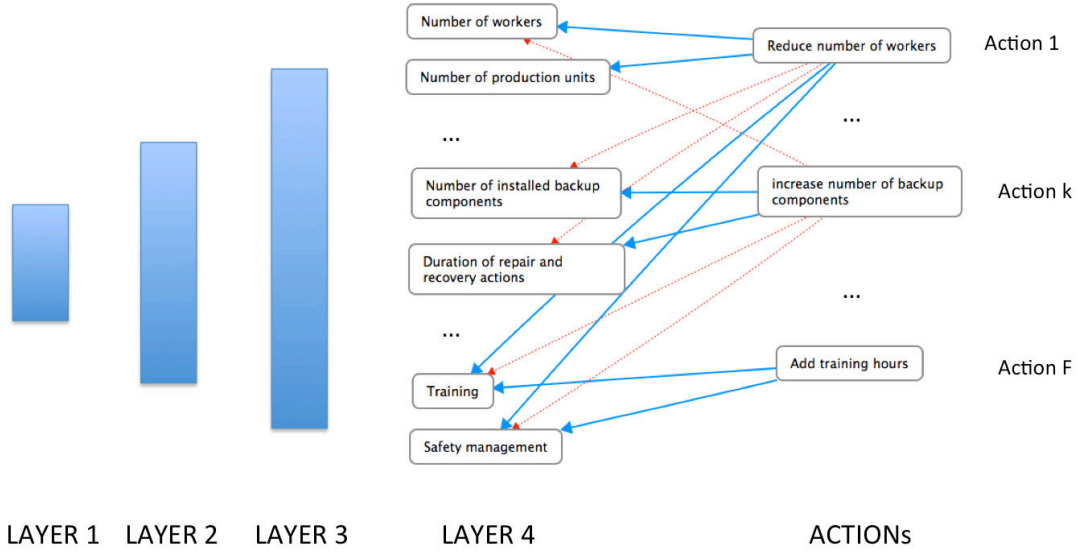 Number of workers
Reduce number of workers
Action 1
Number of production units
...
...
Number of installed backup
components
increase number of backup
components
Action k
Duration of repair and
recovery actions
...
...
Training
Add training hours
Action F
Safety management
LAYER 1
LAYER 2
LAYER 3
LAYER 4
ACTIONs